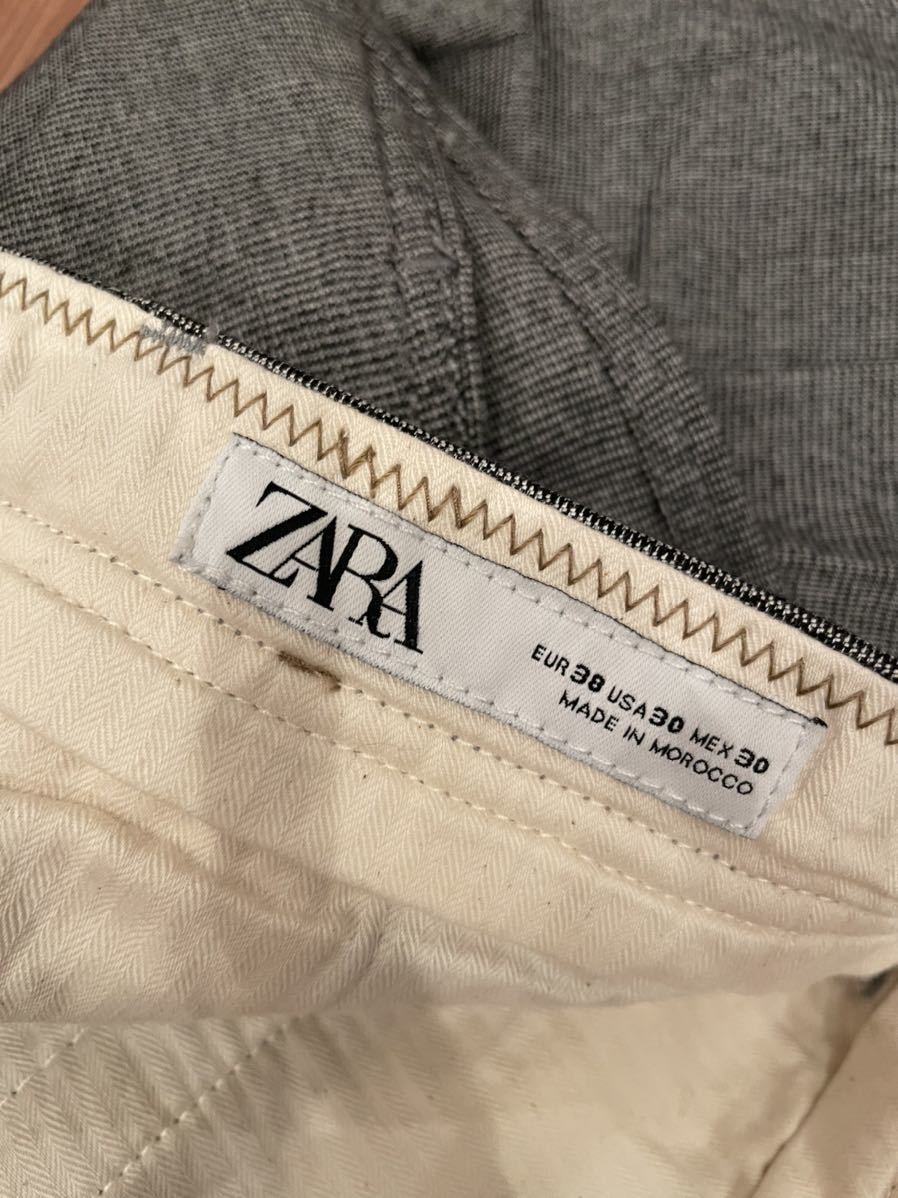 ZARA
EUR 38 USA 30 MEX 30
MADE IN MOROCCO